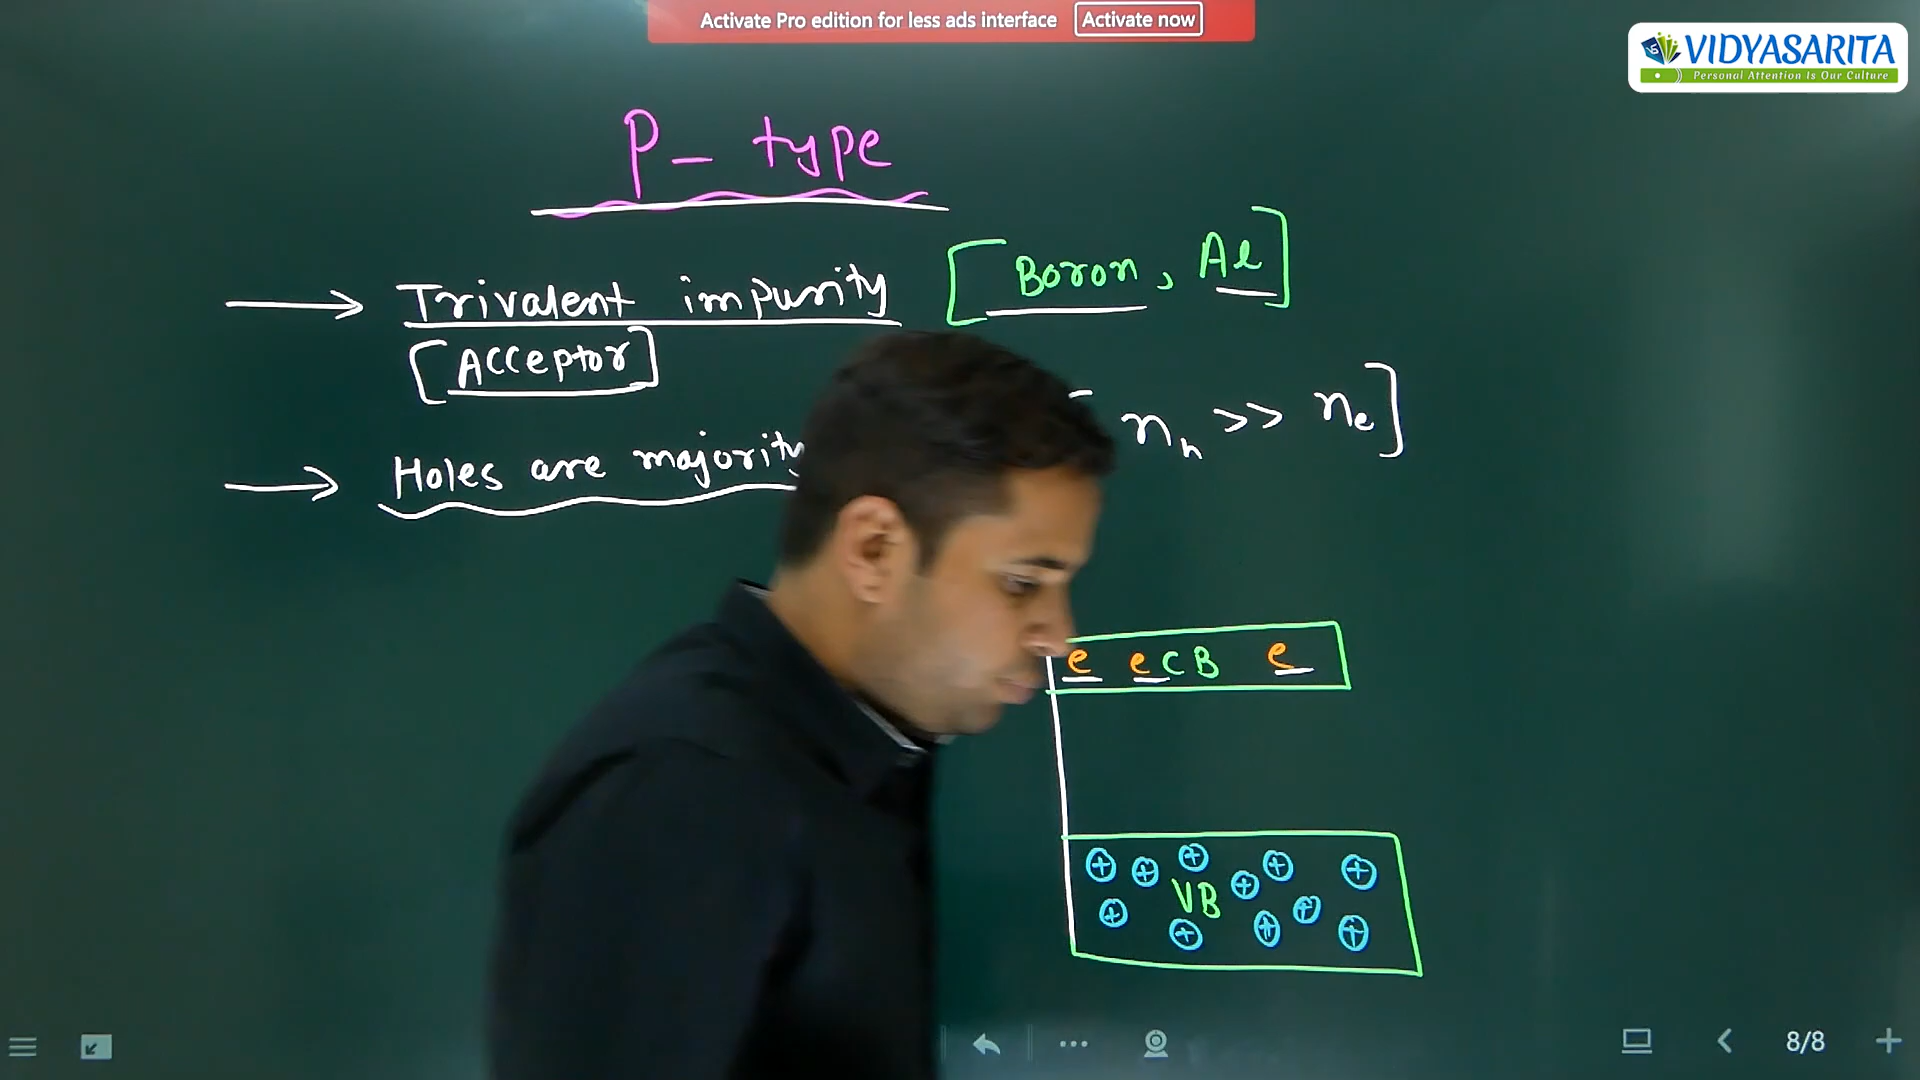 Activate Pro edition for less ads interface Activate now
VIDYASARITA
Personal Attention Is Our Culture
P- type
→ Trivalent impurity [Boron, Al]
[Acceptor]
→ Holes are majority [nh >> ne]
e e CB e
VB
8/8